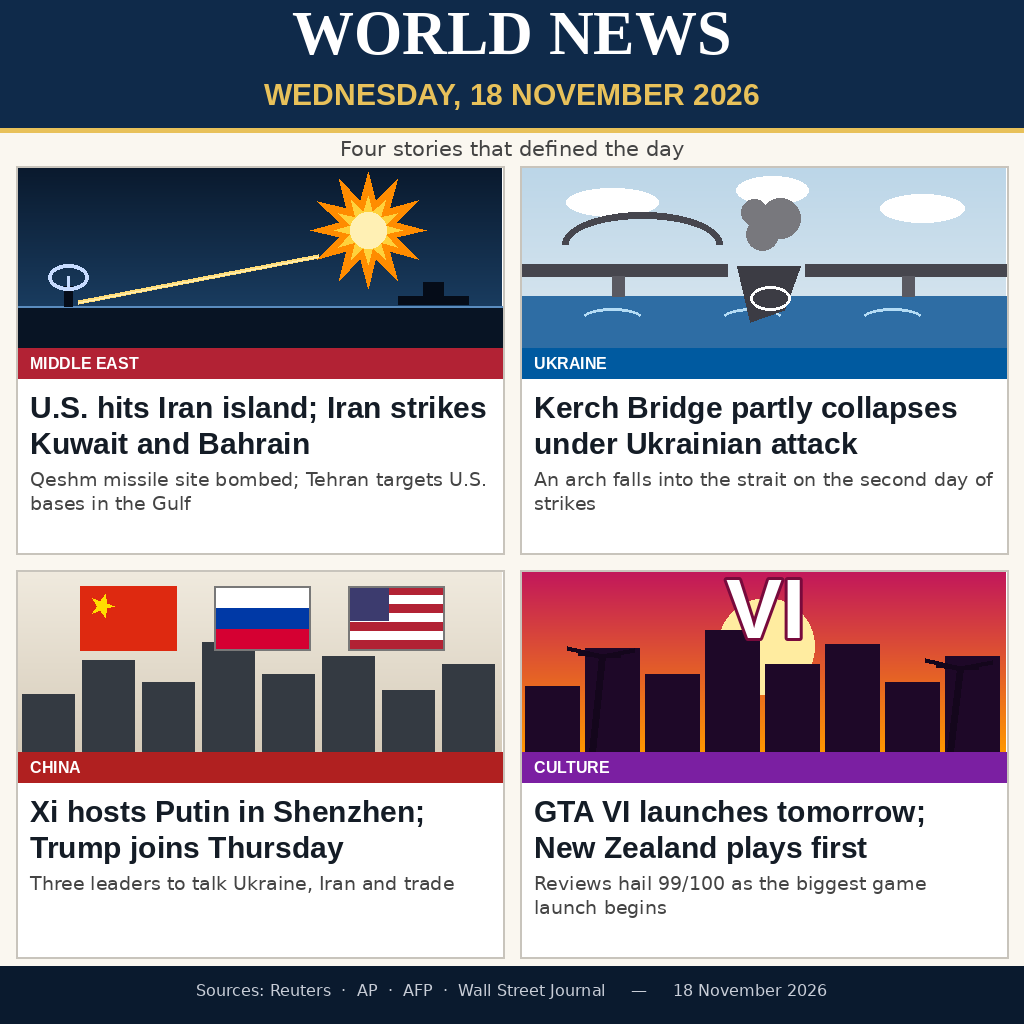 WORLD NEWS
WEDNESDAY, 18 NOVEMBER 2026
Four stories that defined the day
MIDDLE EAST
U.S. hits Iran island; Iran strikes
Kuwait and Bahrain
Qeshm missile site bombed; Tehran targets U.S.
bases in the Gulf
UKRAINE
Kerch Bridge partly collapses
under Ukrainian attack
An arch falls into the strait on the second day of
strikes
CHINA
Xi hosts Putin in Shenzhen;
Trump joins Thursday
Three leaders to talk Ukraine, Iran and trade
VI
CULTURE
GTA VI launches tomorrow;
New Zealand plays first
Reviews hail 99/100 as the biggest game
launch begins
Sources: Reuters · AP · AFP · Wall Street Journal — 18 November 2026